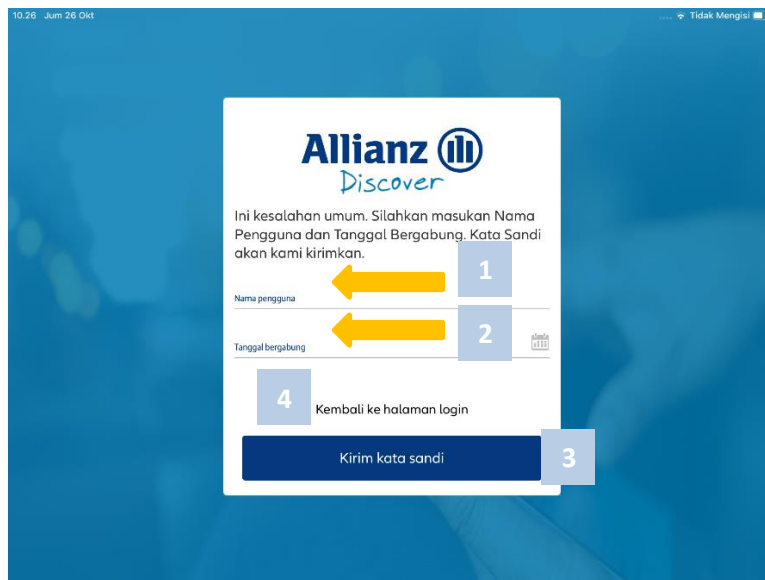 10.26 Jum 26 Okt
Tidak Mengisi
Allianz
Discover
Ini kesalahan umum. Silahkan masukan Nama
Pengguna dan Tanggal Bergabung. Kata Sandi
akan kami kirimkan.
1
Nama pengguna
2
Tanggal bergabung
4
Kembali ke halaman login
Kirim kata sandi
3